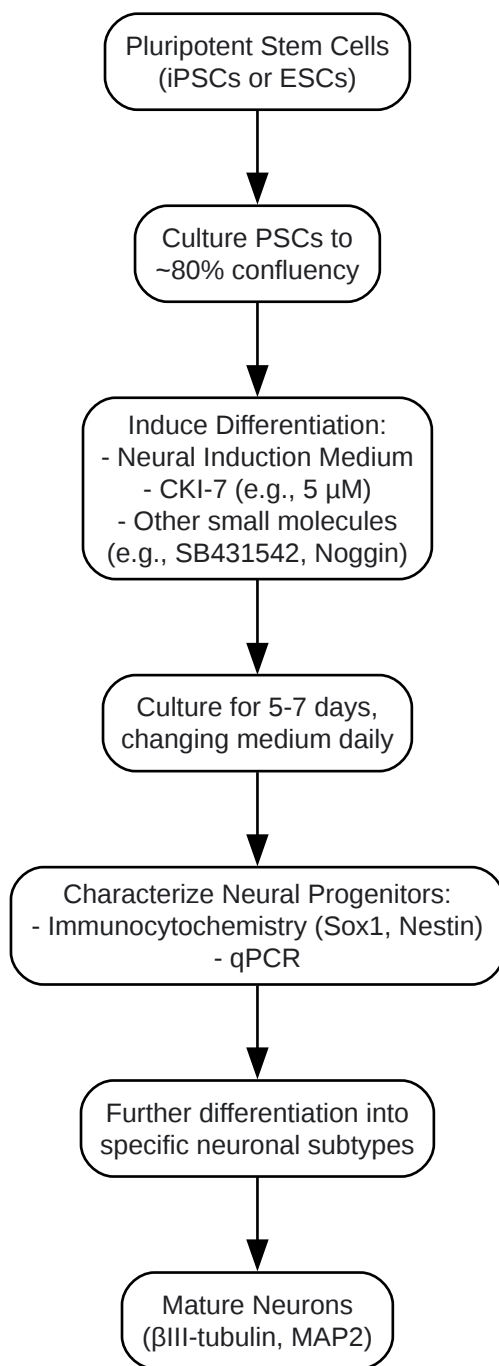 Pluripotent Stem Cells
(iPSCs or ESCs)
Culture PSCs to
~80% confluency
Induce Differentiation:
- Neural Induction Medium
- CKI-7 (e.g., 5 µM)
- Other small molecules
(e.g., SB431542, Noggin)
Culture for 5-7 days,
changing medium daily
Characterize Neural Progenitors:
- Immunocytochemistry (Sox1, Nestin)
- qPCR
Further differentiation into
specific neuronal subtypes
Mature Neurons
(βIII-tubulin, MAP2)